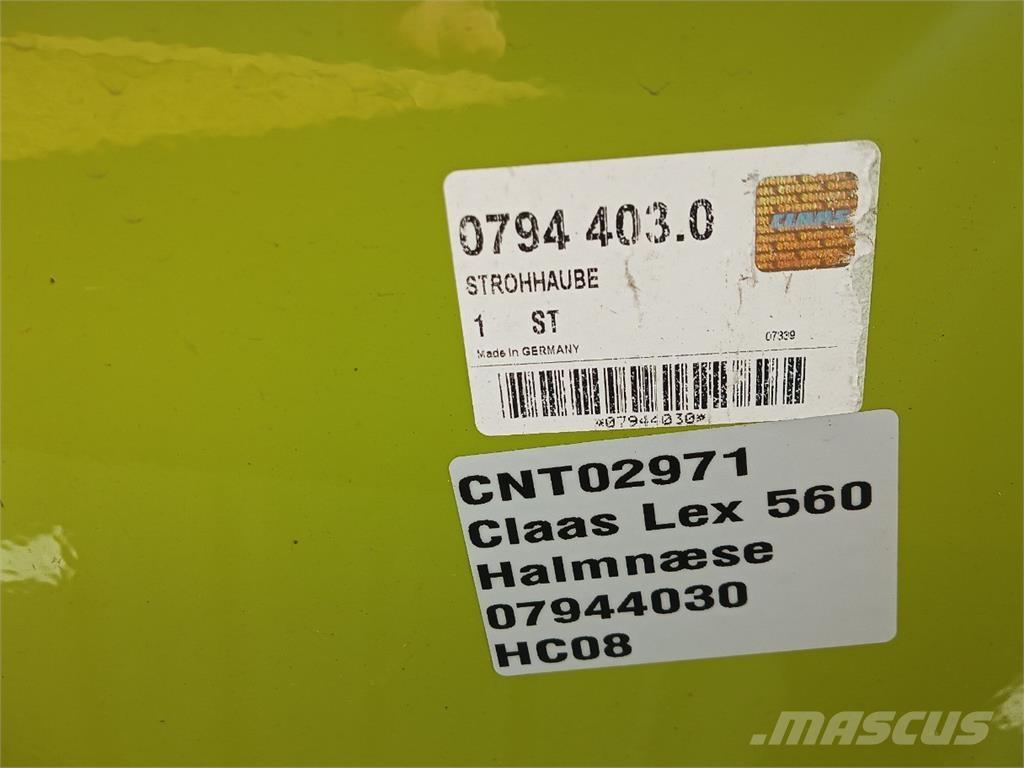 0794 403.0
CLAAS
STROHHAUBE
1 ST
Made in GERMANY
07339
*07944030*
CNT02971
Claas Lex 560
Halmnæse
07944030
HC08
MASCUS